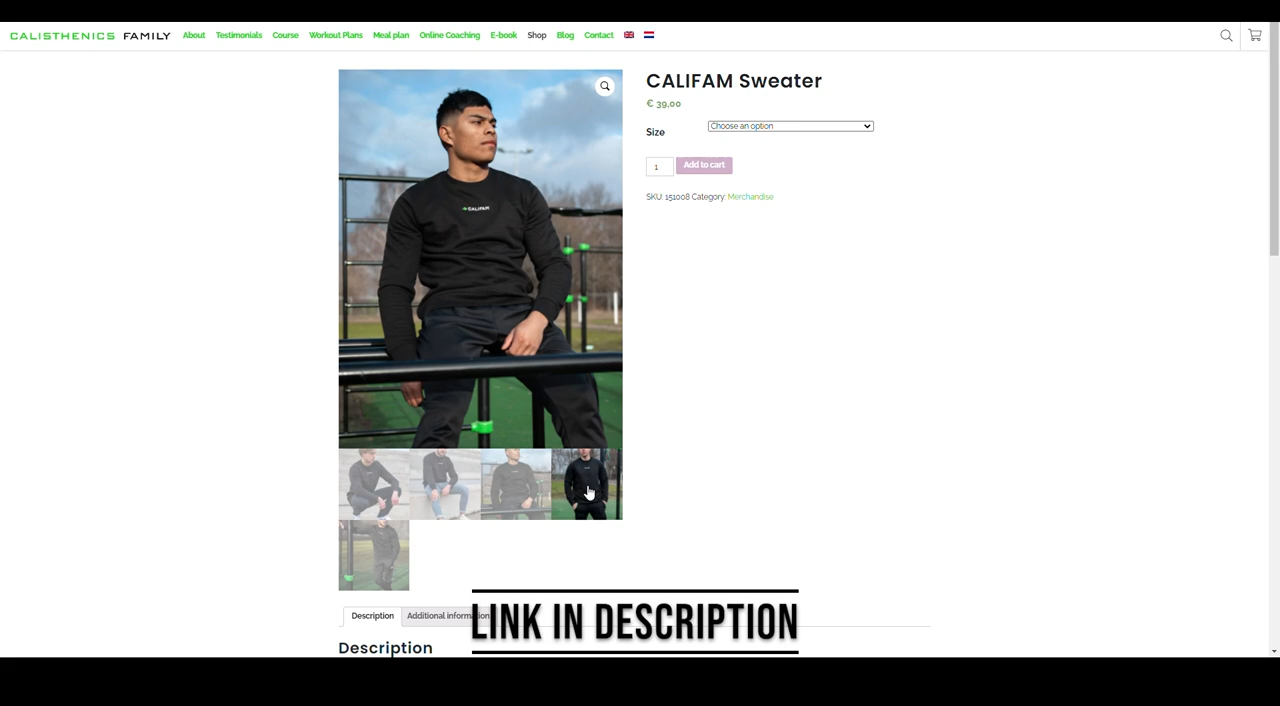 CALISTHENICS FAMILY About Testimonials Course Workout Plans Meal plan Online Coaching E-book Shop Blog Contact
CALIFAM Sweater
€ 39,00
Size Choose an option
1 Add to cart
SKU: 151008 Category: Merchandise
CALIFAM
Description Additional information
LINK IN DESCRIPTION
Description